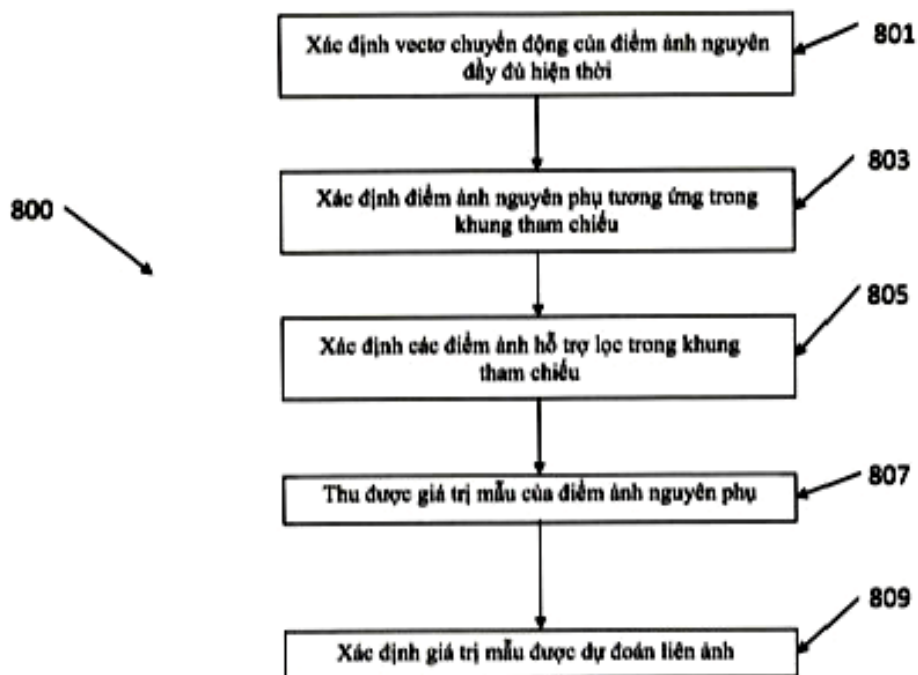 Xác định vectơ chuyển động của điểm ảnh nguyên
đầy đủ hiện thời
801
Xác định điểm ảnh nguyên phụ tương ứng trong
khung tham chiếu
803
800
Xác định các điểm ảnh hỗ trợ lọc trong khung
tham chiếu
805
Thu được giá trị mẫu của điểm ảnh nguyên phụ
807
Xác định giá trị mẫu được dự đoán liên ảnh
809